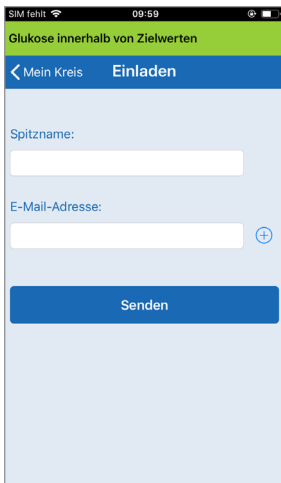 SIM fehlt 09:59
Glukose innerhalb von Zielwerten
Mein Kreis Einladen
Spitzname:
E-Mail-Adresse:
Senden